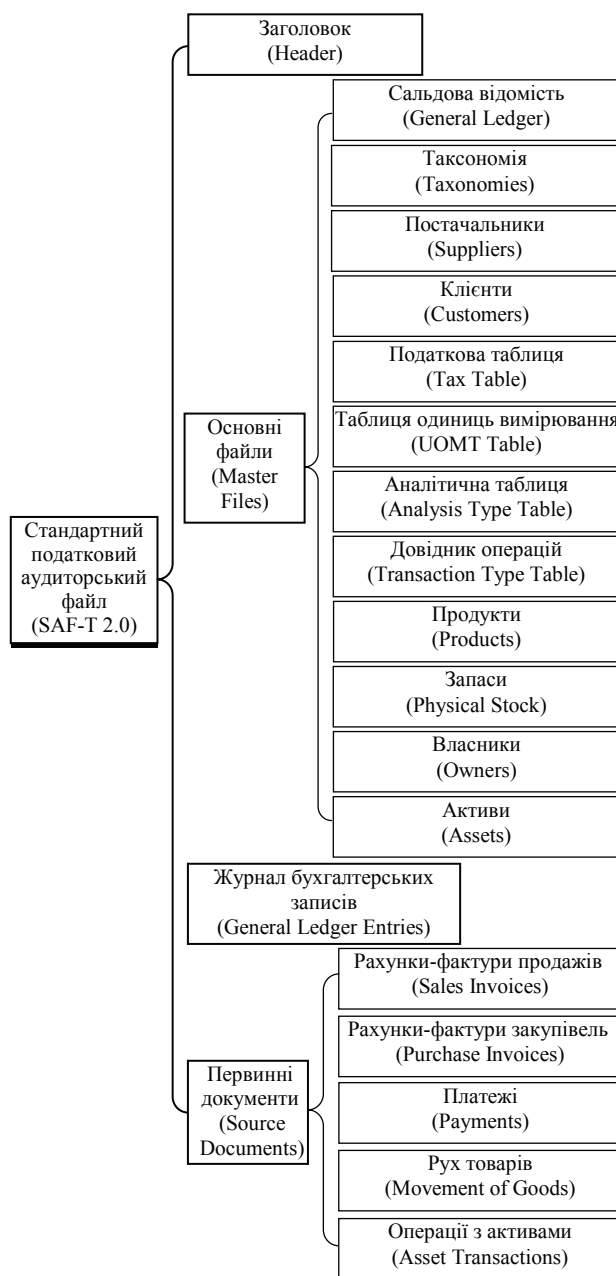 Заголовок
(Header)
Сальдова відомість
(General Ledger)
Таксономія
(Taxonomies)
Постачальники
(Suppliers)
Клієнти
(Customers)
Податкова таблиця
(Tax Table)
Таблиця одиниць вимірювання
(UOMT Table)
Аналітична таблиця
(Analysis Type Table)
Довідник операцій
(Transaction Type Table)
Продукти
(Products)
Запаси
(Physical Stock)
Власники
(Owners)
Активи
(Assets)
Основні
файли
(Master
Files)
Стандартний
податковий
аудиторський
файл
(SAF-T 2.0)
Журнал бухгалтерських
записів
(General Ledger Entries)
Рахунки-фактури продажів
(Sales Invoices)
Рахунки-фактури закупівель
(Purchase Invoices)
Платежі
(Payments)
Рух товарів
(Movement of Goods)
Операції з активами
(Asset Transactions)
Первинні
документи
(Source
Documents)